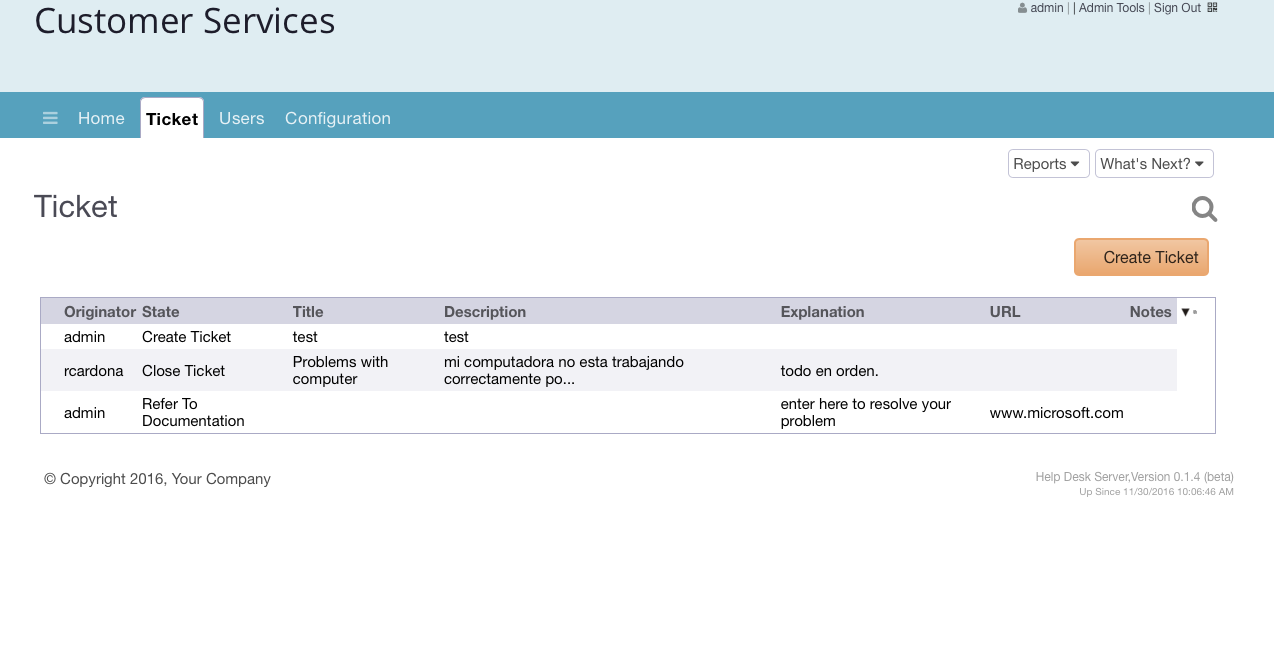 Customer Services
admin | | Admin Tools | Sign Out
Home Ticket Users Configuration
Reports What's Next?
Ticket
Create Ticket
Originator State Title Description Explanation URL Notes
admin Create Ticket test test
rcardona Close Ticket Problems with computer mi computadora no esta trabajando correctamente po... todo en orden.
admin Refer To Documentation enter here to resolve your problem www.microsoft.com
© Copyright 2016, Your Company
Help Desk Server,Version 0.1.4 (beta)
Up Since 11/30/2016 10:06:46 AM